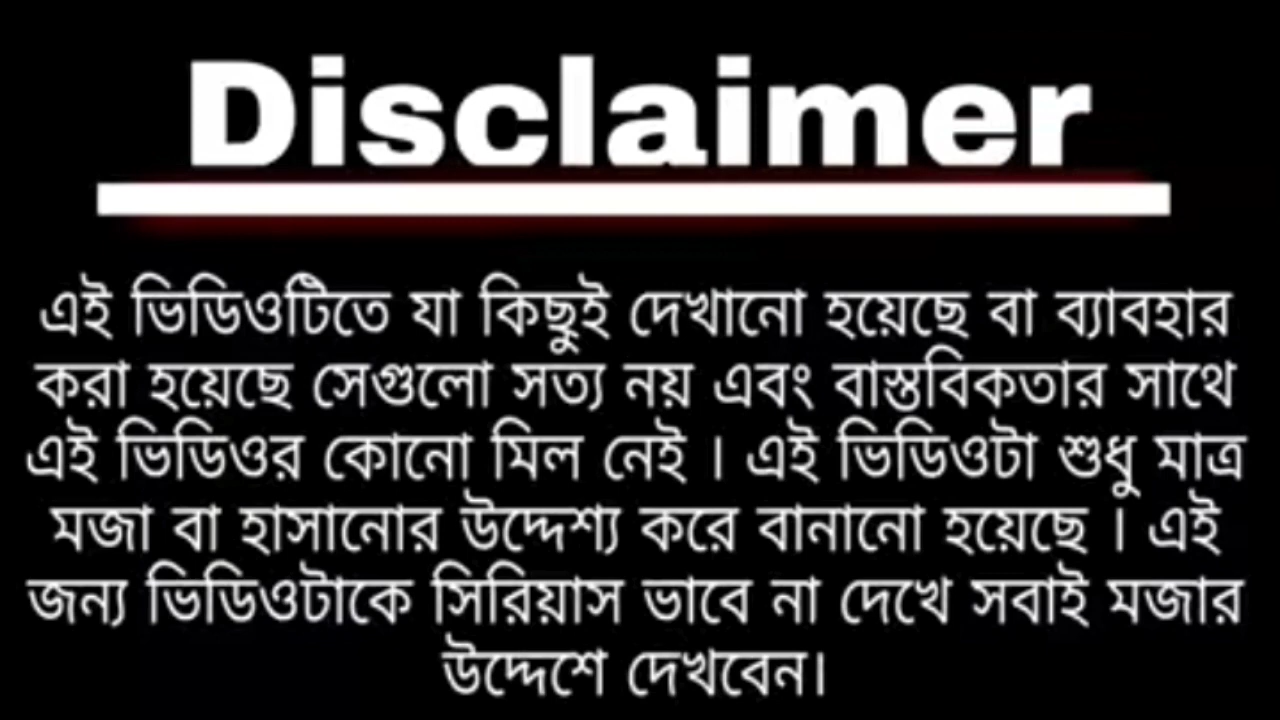 Disclaimer
এই ভিডিওটিতে যা কিছুই দেখানো হয়েছে বা ব্যাবহার
করা হয়েছে সেগুলো সত্য নয় এবং বাস্তবিকতার সাথে
এই ভিডিওর কোনো মিল নেই । এই ভিডিওটা শুধু মাত্র
মজা বা হাসানোর উদ্দেশ্য করে বানানো হয়েছে । এই
জন্য ভিডিওটাকে সিরিয়াস ভাবে না দেখে সবাই মজার
উদ্দেশে দেখবেন।